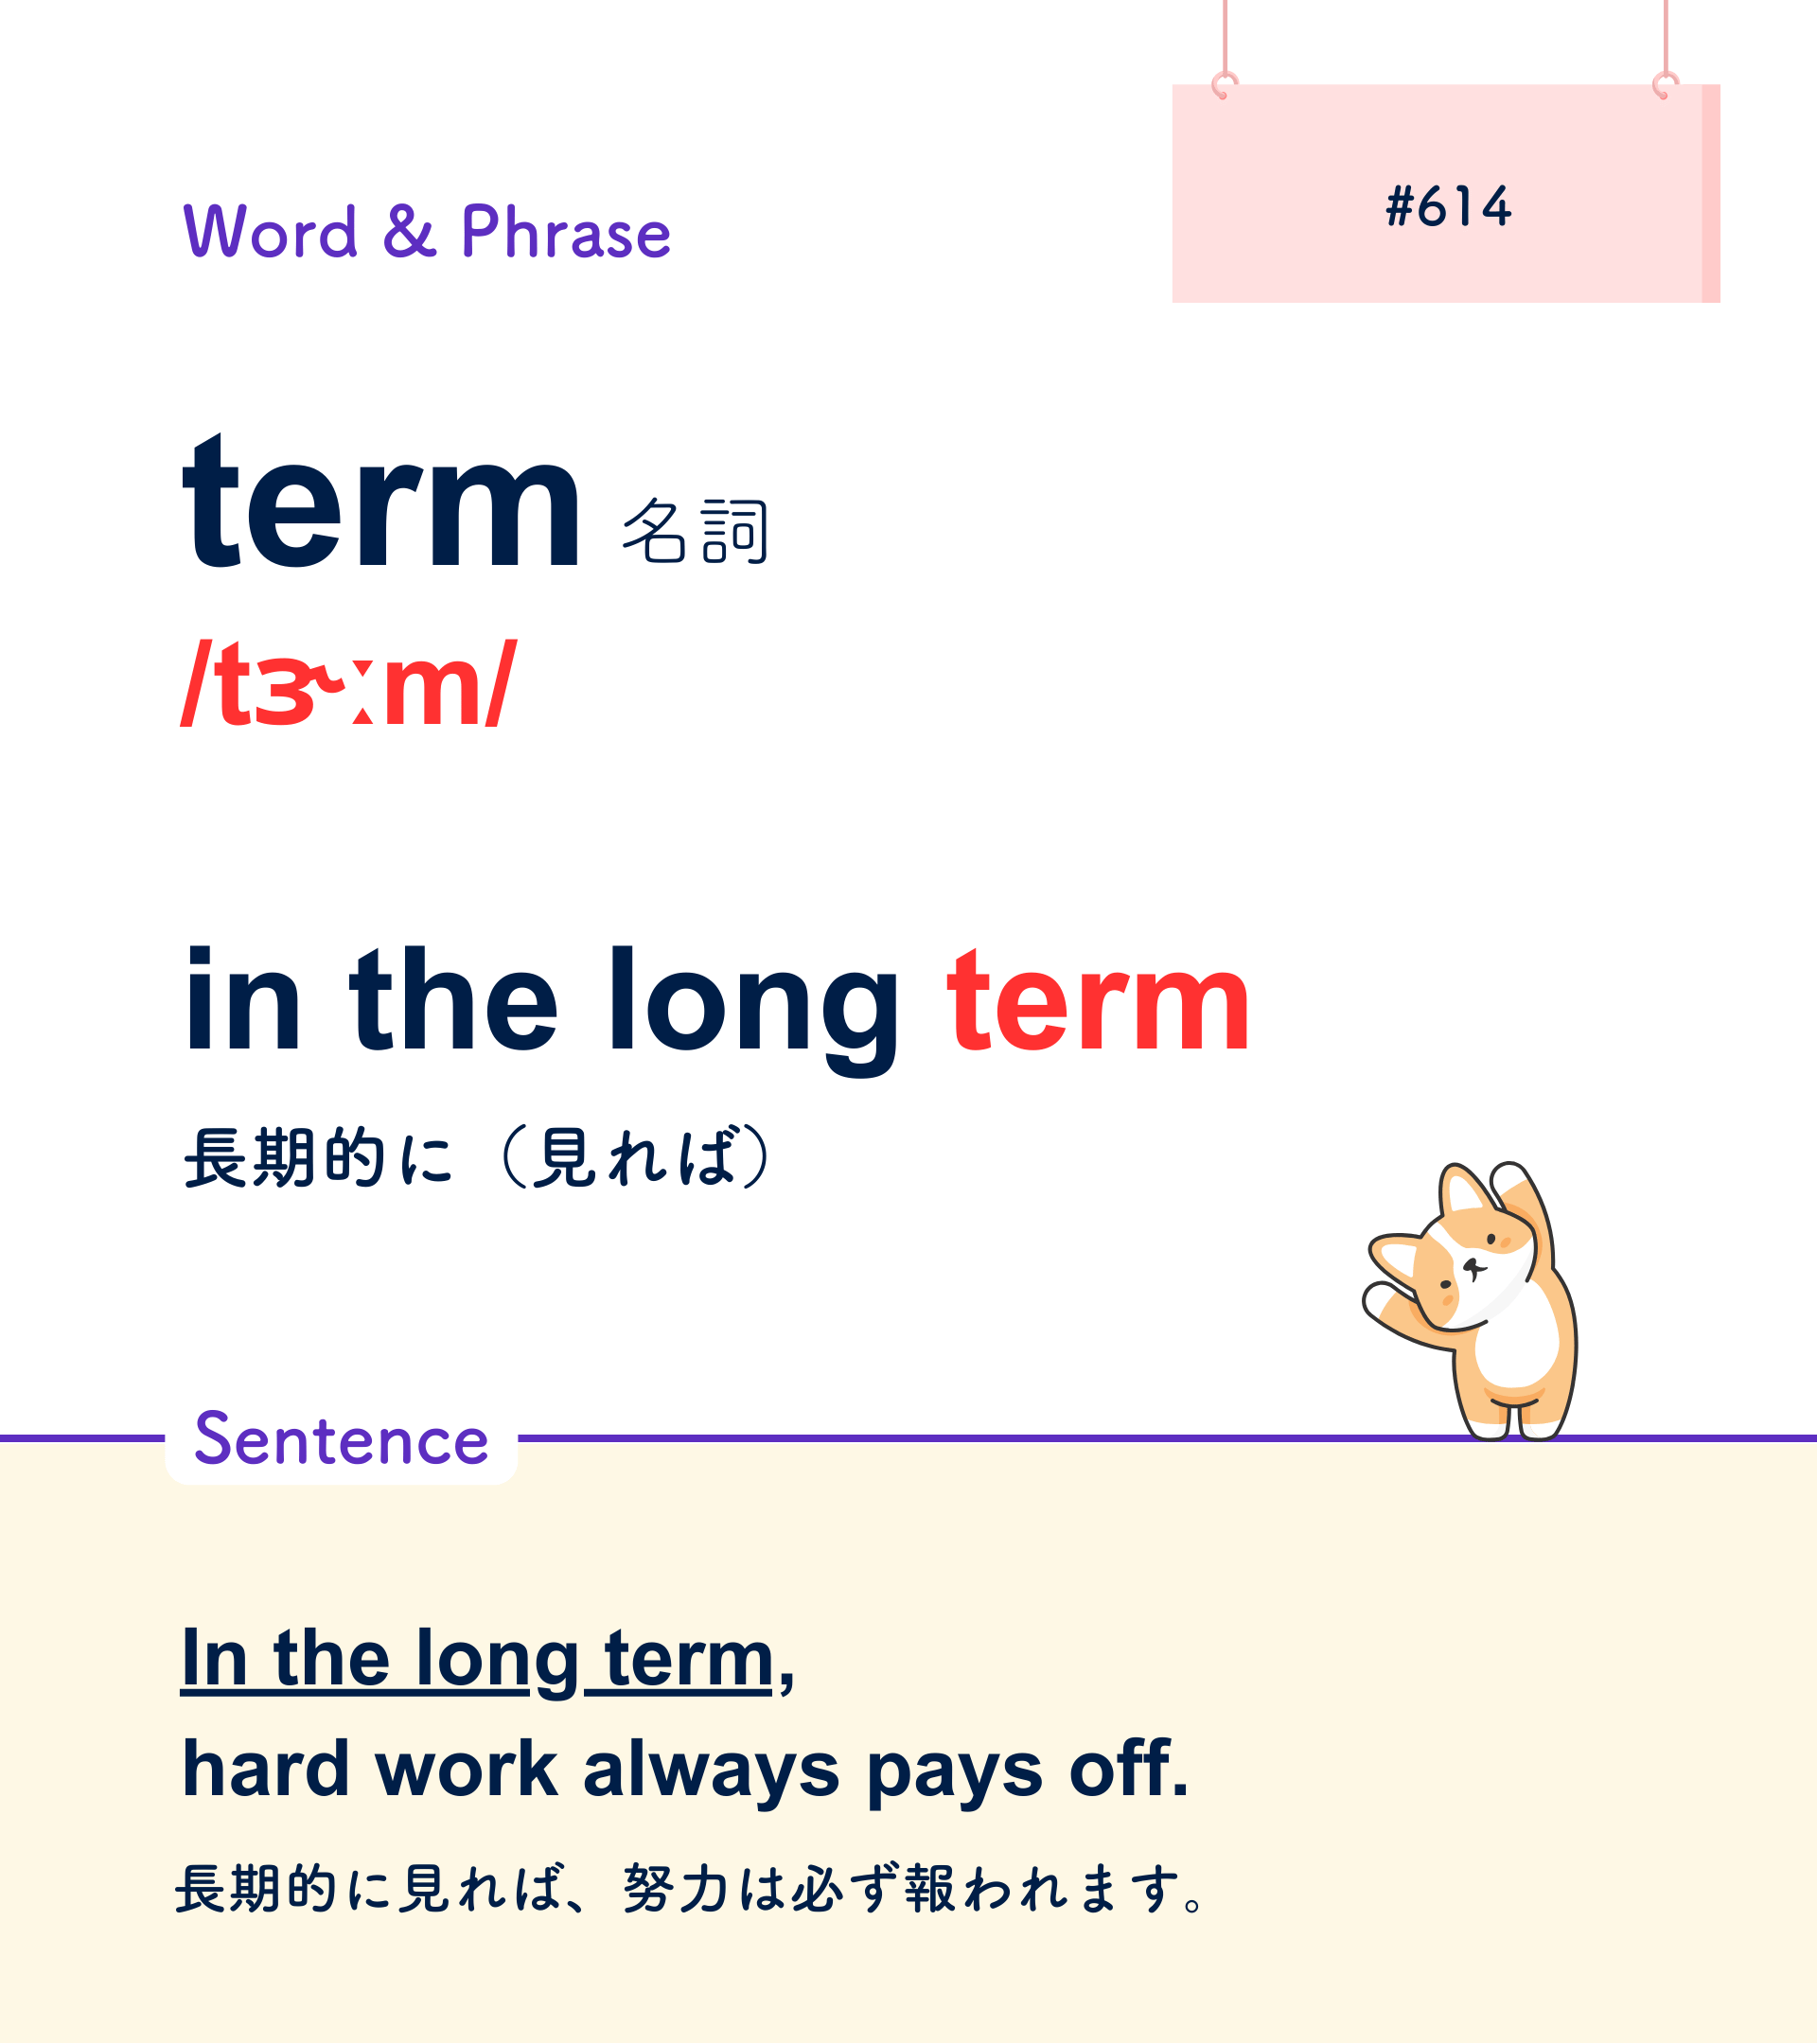 #614
Word & Phrase
term 名詞
/tɝːm/
in the long term
長期的に（見れば）
Sentence
In the long term,
hard work always pays off.
長期的に見れば、努力は必ず報われます。